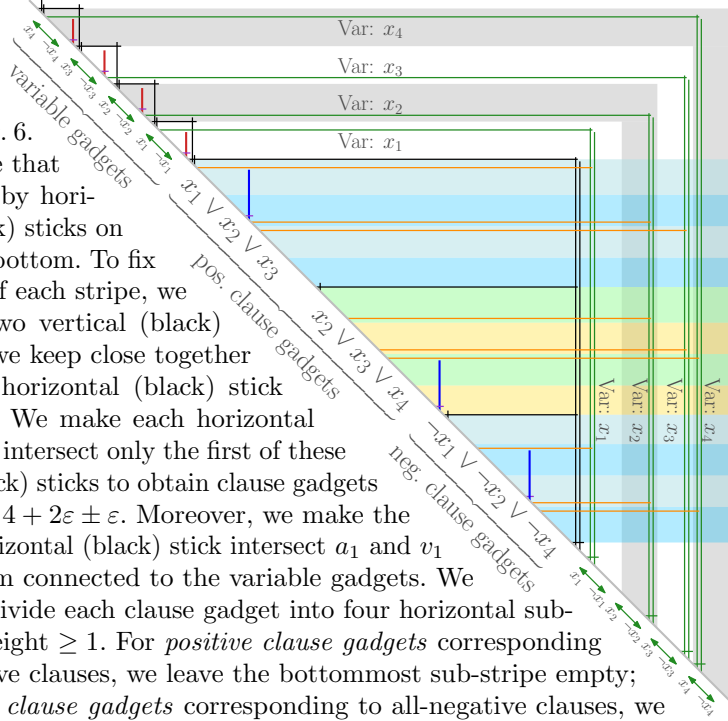 Var: x₄
Var: x₃
Var: x₂
Var: x₁
x₄ ¬x₄ x₃ ¬x₃ x₂ ¬x₂ x₁ ¬x₁
variable gadgets
x₁ ∨ x₂ ∨ x₃
pos. clause gadgets
x₂ ∨ x₃ ∨ x₄
¬x₁ ∨ ¬x₂ ∨ ¬x₄
neg. clause gadgets
Var: x₁
Var: x₂
Var: x₃
Var: x₄
x₁ ¬x₁ x₂ ¬x₂ x₃ ¬x₃ x₄ ¬x₄
. 6.
e that
by hori-
k) sticks on
bottom. To fix
f each stripe, we
wo vertical (black)
we keep close together
horizontal (black) stick
. We make each horizontal
intersect only the first of these
ck) sticks to obtain clause gadgets
4 + 2ε ± ε. Moreover, we make the
izontal (black) stick intersect a₁ and v₁
m connected to the variable gadgets. We
ivide each clause gadget into four horizontal sub-
eight ≥ 1. For positive clause gadgets corresponding
ve clauses, we leave the bottommost sub-stripe empty;
clause gadgets corresponding to all-negative clauses, we